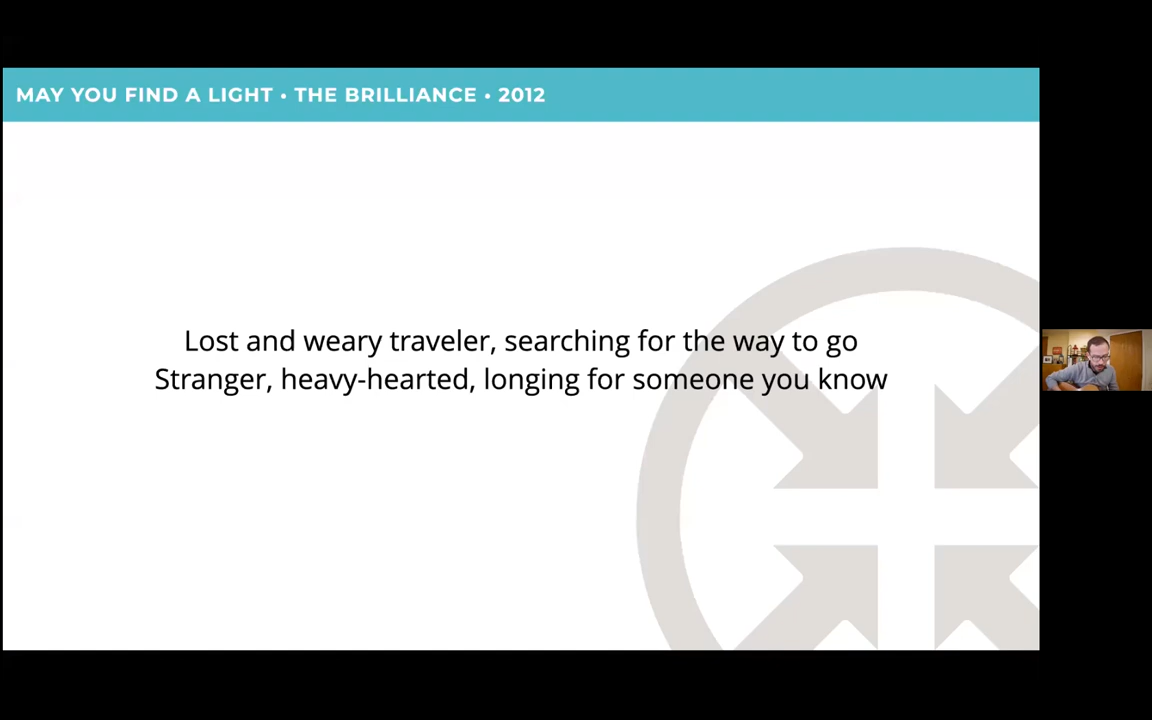 MAY YOU FIND A LIGHT • THE BRILLIANCE • 2012
Lost and weary traveler, searching for the way to go
Stranger, heavy-hearted, longing for someone you know